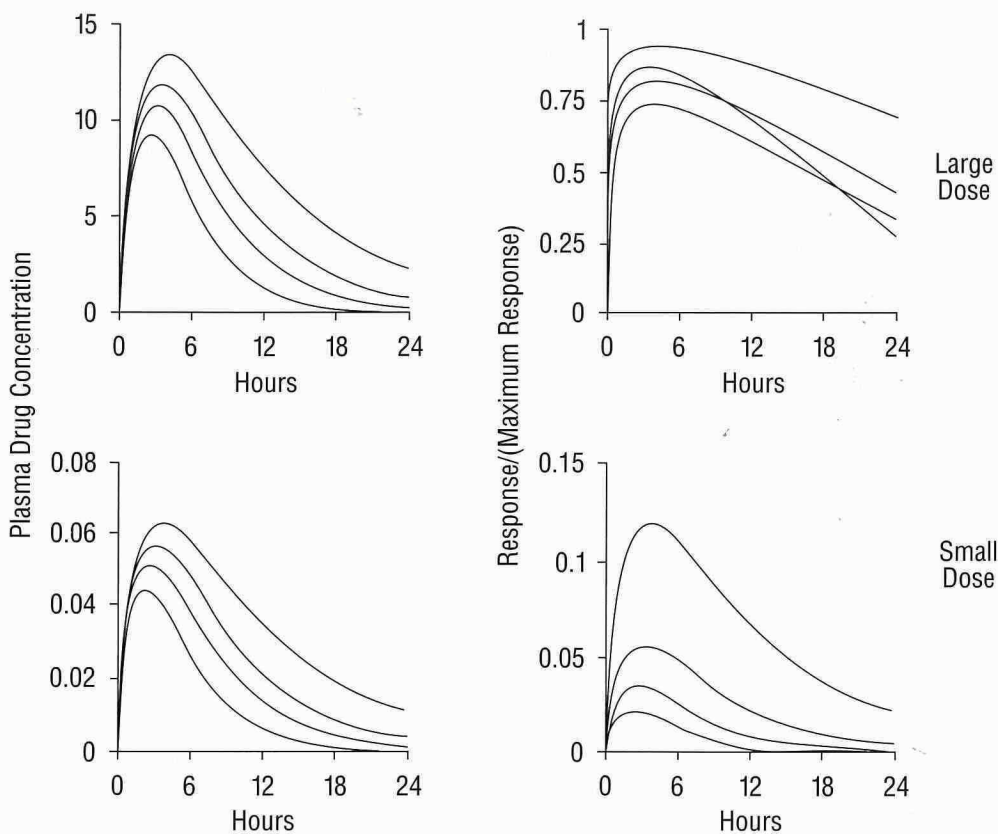 Plasma Drug Concentration
15
10
5
0
0 6 12 18 24
Hours
Response/(Maximum Response)
1
0.75
0.5
0.25
0
0 6 12 18 24
Hours
Large
Dose
0.08
0.06
0.04
0.02
0
0 6 12 18 24
Hours
0.15
0.1
0.05
0
0 6 12 18 24
Hours
Small
Dose